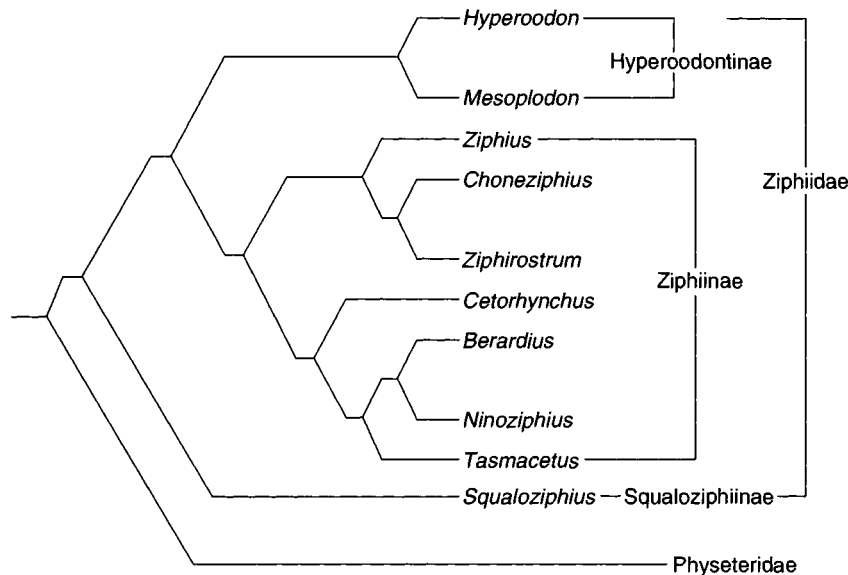 Hyperoodon
Hyperoodontinae
Mesoplodon
Ziphius
Choneziphius
Ziphiidae
Ziphirostrum
Ziphiinae
Cetorhynchus
Berardius
Ninoziphius
Tasmacetus
Squaloziphius Squaloziphiinae
Physeteridae